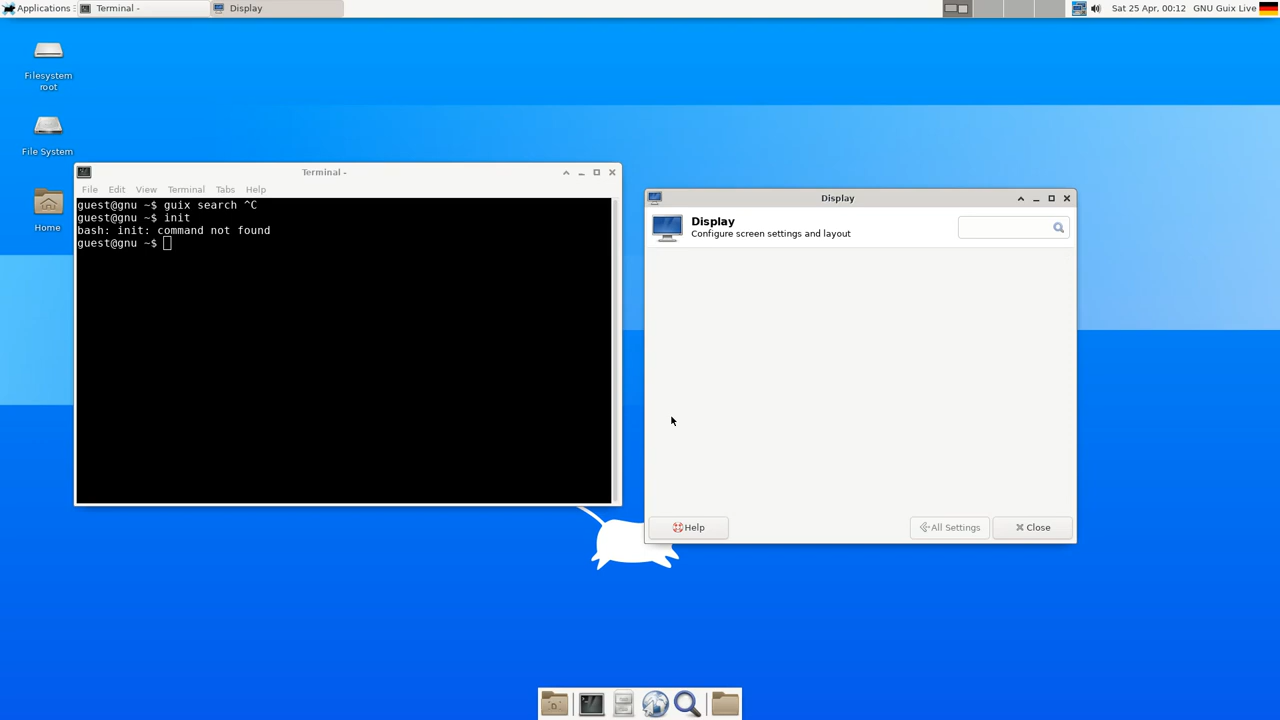 Applications
Terminal -
Display
Sat 25 Apr, 00:12
GNU Guix Live
Filesystem
root
File System
Home
Terminal -
File Edit View Terminal Tabs Help
guest@gnu ~$ guix search ^C
guest@gnu ~$ init
bash: init: command not found
guest@gnu ~$
Display
Display
Configure screen settings and layout
Help
All Settings
Close